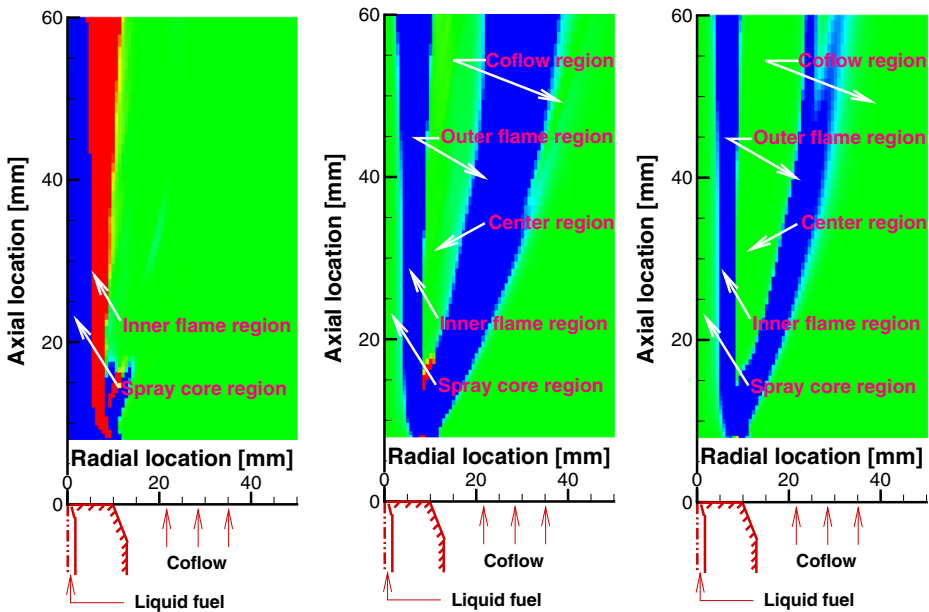 60
40
20
0
Axial location [mm]
Inner flame region
Spray core region
Radial location [mm]
0
20
40
Coflow
Liquid fuel
60
40
20
0
Axial location [mm]
Coflow region
Outer flame region
Center region
Inner flame region
Spray core region
Radial location [mm]
0
20
40
Coflow
Liquid fuel
60
40
20
0
Axial location [mm]
Coflow region
Outer flame region
Center region
Inner flame region
Spray core region
Radial location [mm]
0
20
40
Coflow
Liquid fuel